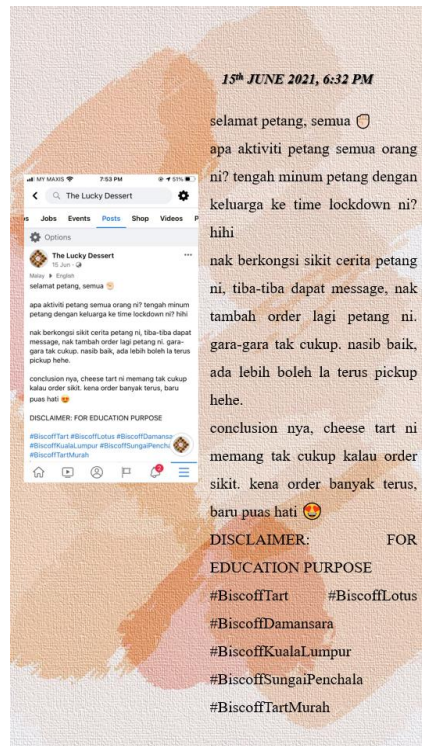 15th JUNE 2021, 6:32 PM
selamat petang, semua ✊🏻
apa aktiviti petang semua orang
ni? tengah minum petang dengan
keluarga ke time lockdown ni?
hihi
nak berkongsi sikit cerita petang
ni, tiba-tiba dapat message, nak
tambah order lagi petang ni.
gara-gara tak cukup. nasib baik,
ada lebih boleh la terus pickup
hehe.
conclusion nya, cheese tart ni
memang tak cukup kalau order
sikit. kena order banyak terus,
baru puas hati 😍
DISCLAIMER: FOR
EDUCATION PURPOSE
#BiscoffTart #BiscoffLotus
#BiscoffDamansara
#BiscoffKualaLumpur
#BiscoffSungaiPenchala
#BiscoffTartMurah
MY MAXIS 7:53 PM 51%
The Lucky Dessert
s Jobs Events Posts Shop Videos P
Options
The Lucky Dessert
15 Jun
Malay English
selamat petang, semua ✊🏻
apa aktiviti petang semua orang ni? tengah minum
petang dengan keluarga ke time lockdown ni? hihi
nak berkongsi sikit cerita petang ni, tiba-tiba dapat
message, nak tambah order lagi petang ni. gara-
gara tak cukup. nasib baik, ada lebih boleh la terus
pickup hehe.
conclusion nya, cheese tart ni memang tak cukup
kalau order sikit. kena order banyak terus, baru
puas hati 😍
DISCLAIMER: FOR EDUCATION PURPOSE
#BiscoffTart #BiscoffLotus #BiscoffDamansa
#BiscoffKualaLumpur #BiscoffSungaiPencha
#BiscoffTartMurah